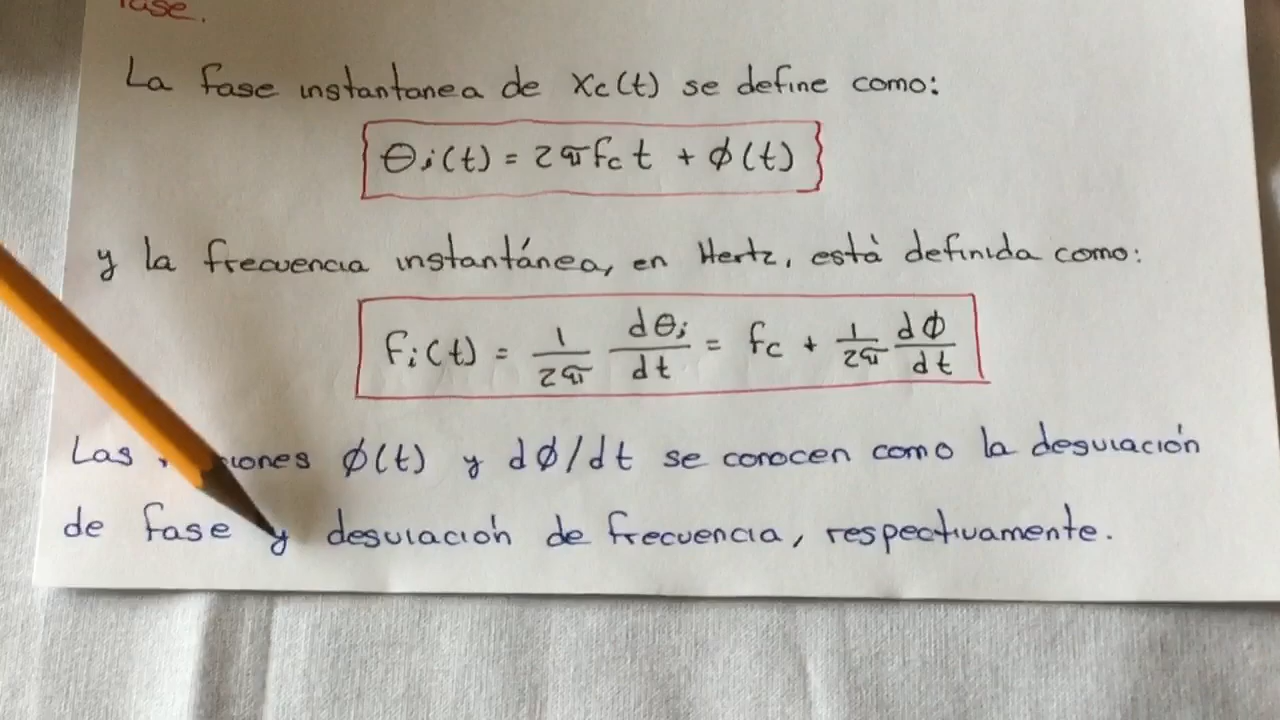 fase.
La fase instantanea de Xc(t) se define como:
θi(t) = 2πfc t + ϕ(t)
y la frecuencia instantánea, en Hertz, està definida como:
fi(t) = 1/2π dθi/dt = fc + 1/2π dϕ/dt
Las ϕ(t) y dϕ/dt se conocen como la desviación
de fase y desviación de frecuencia, respectivamente.